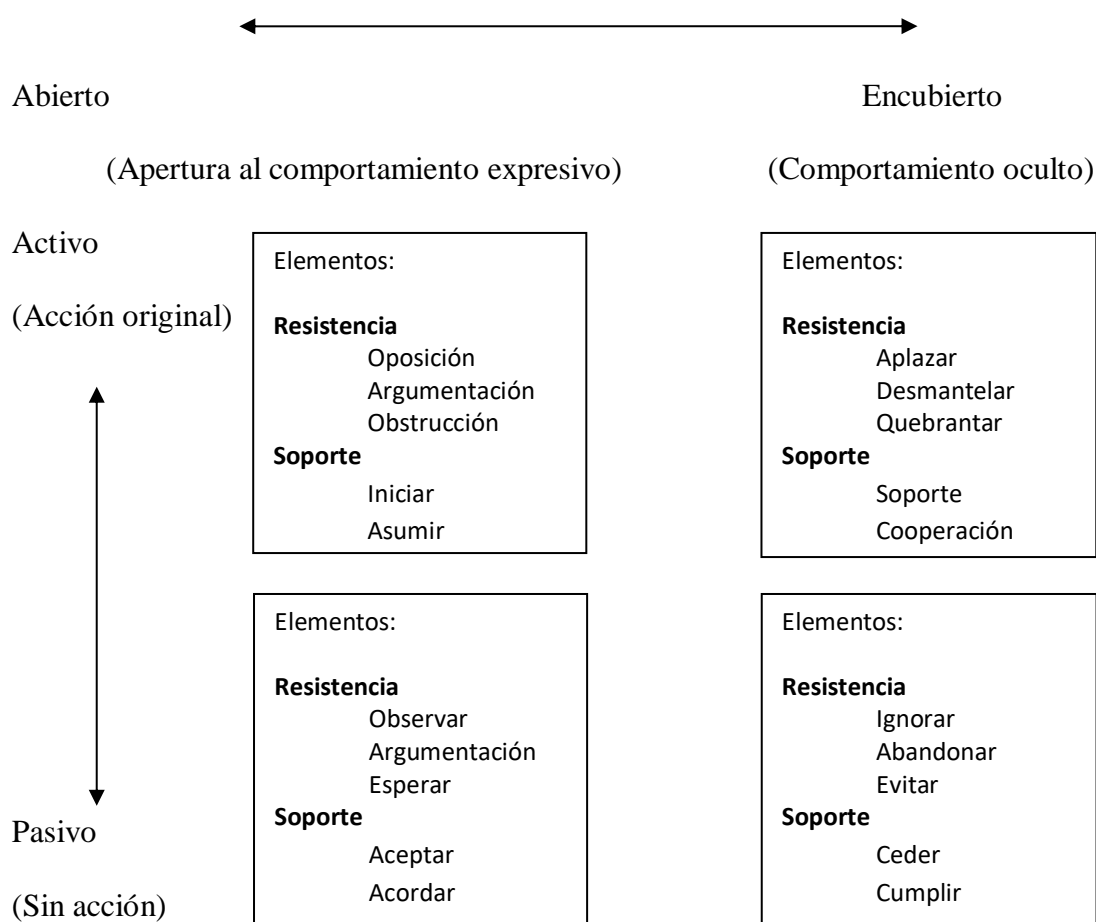 Abierto
Encubierto
(Apertura al comportamiento expresivo)
(Comportamiento oculto)
Activo
(Acción original)
Elementos:
Resistencia
Oposición
Argumentación
Obstrucción
Soporte
Iniciar
Asumir
Elementos:
Resistencia
Aplazar
Desmantelar
Quebrantar
Soporte
Soporte
Cooperación
Pasivo
(Sin acción)
Elementos:
Resistencia
Observar
Argumentación
Esperar
Soporte
Aceptar
Acordar
Elementos:
Resistencia
Ignorar
Abandonar
Evitar
Soporte
Ceder
Cumplir